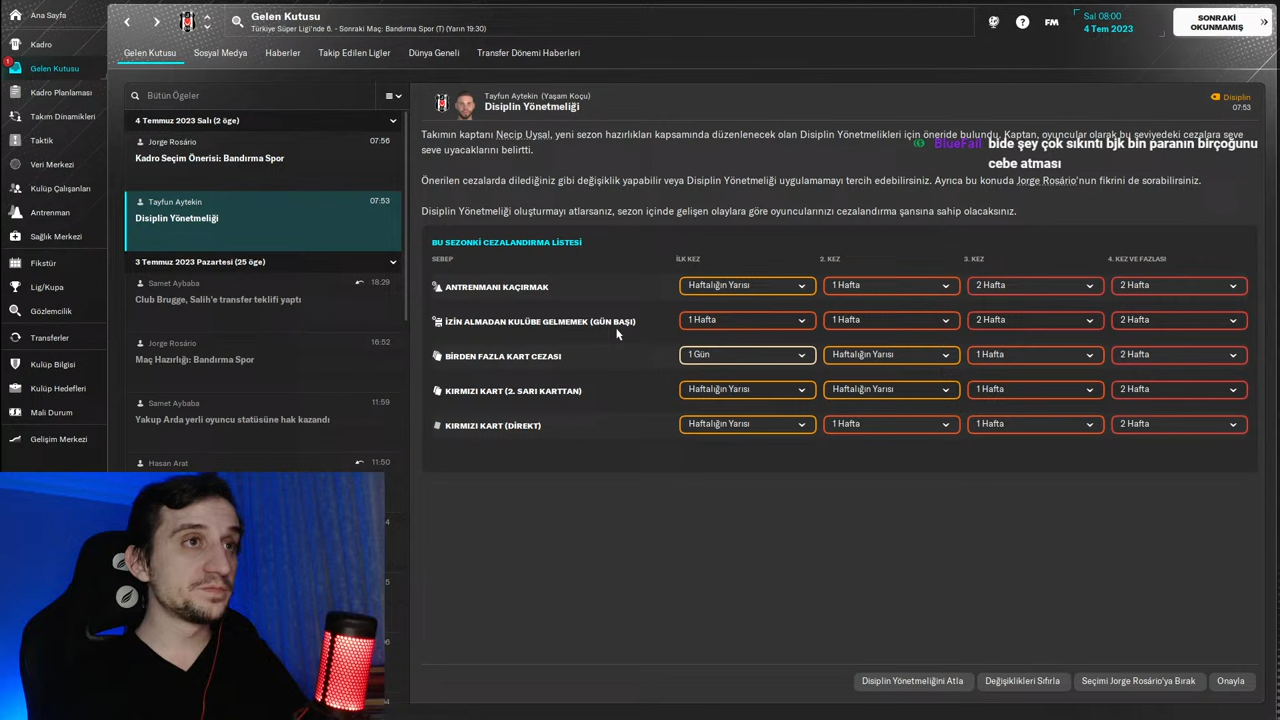 Ana Sayfa
Kadro
1
Gelen Kutusu
Kadro Planlaması
Takım Dinamikleri
Taktik
Veri Merkezi
Kulüp Çalışanları
Antrenman
Sağlık Merkezi
Fikstür
Lig/Kupa
Gözlemcilik
Transferler
Kulüp Bilgisi
Kulüp Hedefleri
Mali Durum
Gelişim Merkezi
Gelen Kutusu
Türkiye Süper Ligi'nde 6. - Sonraki Maç: Bandırma Spor (T) (Yarın 19:30)
FM
Sal 08:00
4 Tem 2023
SONRAKİ
OKUNMAMIŞ
Gelen Kutusu Sosyal Medya Haberler Takip Edilen Ligler Dünya Geneli Transfer Dönemi Haberleri
Bütün Ögeler
4 Temmuz 2023 Salı (2 öge)
Jorge Rosário 07:56
Kadro Seçim Önerisi: Bandırma Spor
Tayfun Aytekin 07:53
Disiplin Yönetmeliği
3 Temmuz 2023 Pazartesi (25 öge)
Samet Aybaba 18:29
Club Brugge, Salih'e transfer teklifi yaptı
Jorge Rosário 16:52
Maç Hazırlığı: Bandırma Spor
Samet Aybaba 11:59
Yakup Arda yerli oyuncu statüsüne hak kazandı
Hasan Arat 11:50
Tayfun Aytekin (Yaşam Koçu)
Disiplin Yönetmeliği
Disiplin
07:53
Takımın kaptanı Necip Uysal, yeni sezon hazırlıkları kapsamında düzenlenecek olan Disiplin Yönetmelikleri için öneride bulundu. Kaptan, oyuncular olarak bu seviyedeki cezalara seve
seve uyacaklarını belirtti.
BlueFail bide şey çok sıkıntı bjk bin paranın birçoğunu
cebe atması
Önerilen cezalarda dilediğiniz gibi değişiklik yapabilir veya Disiplin Yönetmeliği uygulamamayı tercih edebilirsiniz. Ayrıca bu konuda Jorge Rosário'nun fikrini de sorabilirsiniz.
Disiplin Yönetmeliği oluşturmayı atlarsanız, sezon içinde gelişen olaylara göre oyuncularınızı cezalandırma şansına sahip olacaksınız.
BU SEZONKİ CEZALANDIRMA LİSTESİ
SEBEP İLK KEZ 2. KEZ 3. KEZ 4. KEZ VE FAZLASI
ANTRENMANI KAÇIRMAK Haftalığın Yarısı 1 Hafta 2 Hafta 2 Hafta
İZİN ALMADAN KULÜBE GELMEMEK (GÜN BAŞI) 1 Hafta 1 Hafta 2 Hafta 2 Hafta
BİRDEN FAZLA KART CEZASI 1 Gün Haftalığın Yarısı 1 Hafta 2 Hafta
KIRMIZI KART (2. SARI KARTTAN) Haftalığın Yarısı Haftalığın Yarısı 1 Hafta 2 Hafta
KIRMIZI KART (DİREKT) Haftalığın Yarısı 1 Hafta 1 Hafta 2 Hafta
Disiplin Yönetmeliğini Atla Değişiklikleri Sıfırla Seçimi Jorge Rosário'ya Bırak Onayla